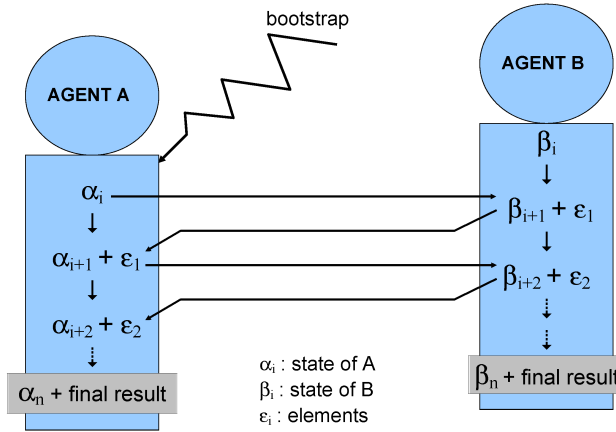 bootstrap
AGENT A
AGENT B
αi
αi+1 + ε1
αi+2 + ε2
αn + final result
βi
βi+1 + ε1
βi+2 + ε2
βn + final result
αi : state of A
βi : state of B
εi : elements